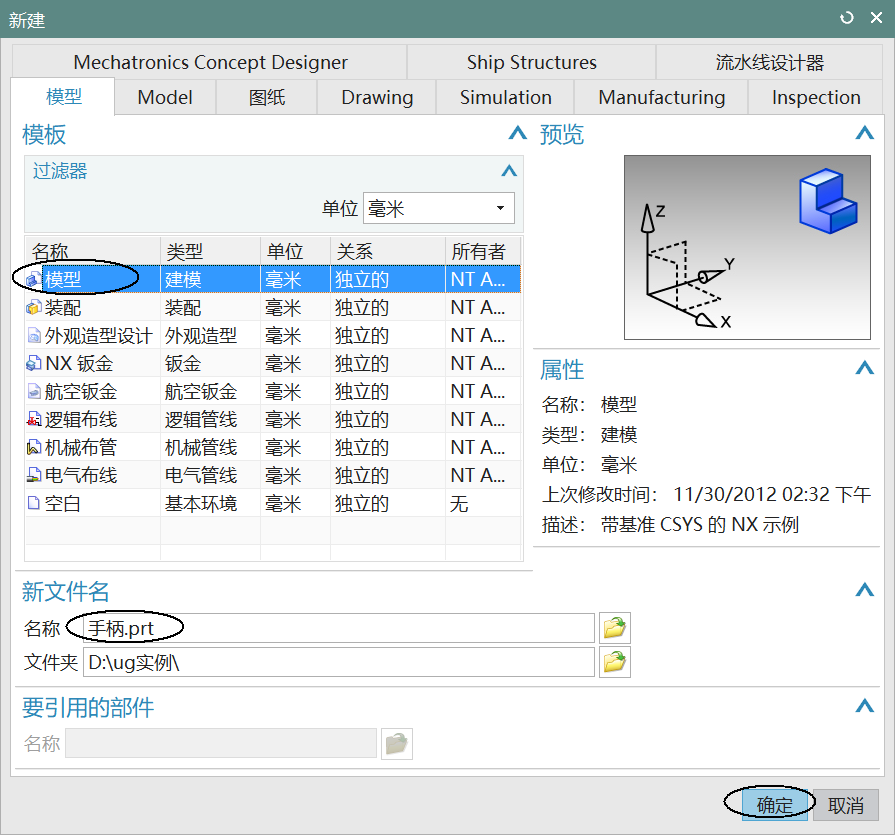 新建
Mechatronics Concept Designer Ship Structures 流水线设计器
模型 Model 图纸 Drawing Simulation Manufacturing Inspection
模板
过滤器
单位 毫米
名称 类型 单位 关系 所有者
模型 建模 毫米 独立的 NT A...
装配 装配 毫米 独立的 NT A...
外观造型设计 外观造型 毫米 独立的 NT A...
NX 钣金 钣金 毫米 独立的 NT A...
航空钣金 航空钣金 毫米 独立的 NT A...
逻辑布线 逻辑管线 毫米 独立的 NT A...
机械布管 机械管线 毫米 独立的 NT A...
电气布线 电气管线 毫米 独立的 NT A...
空白 基本环境 毫米 独立的 无
预览
Z
Y
X
属性
名称： 模型
类型： 建模
单位： 毫米
上次修改时间： 11/30/2012 02:32 下午
描述： 带基准 CSYS 的 NX 示例
新文件名
名称 手柄.prt
文件夹 D:\ug实例\
要引用的部件
名称
确定 取消